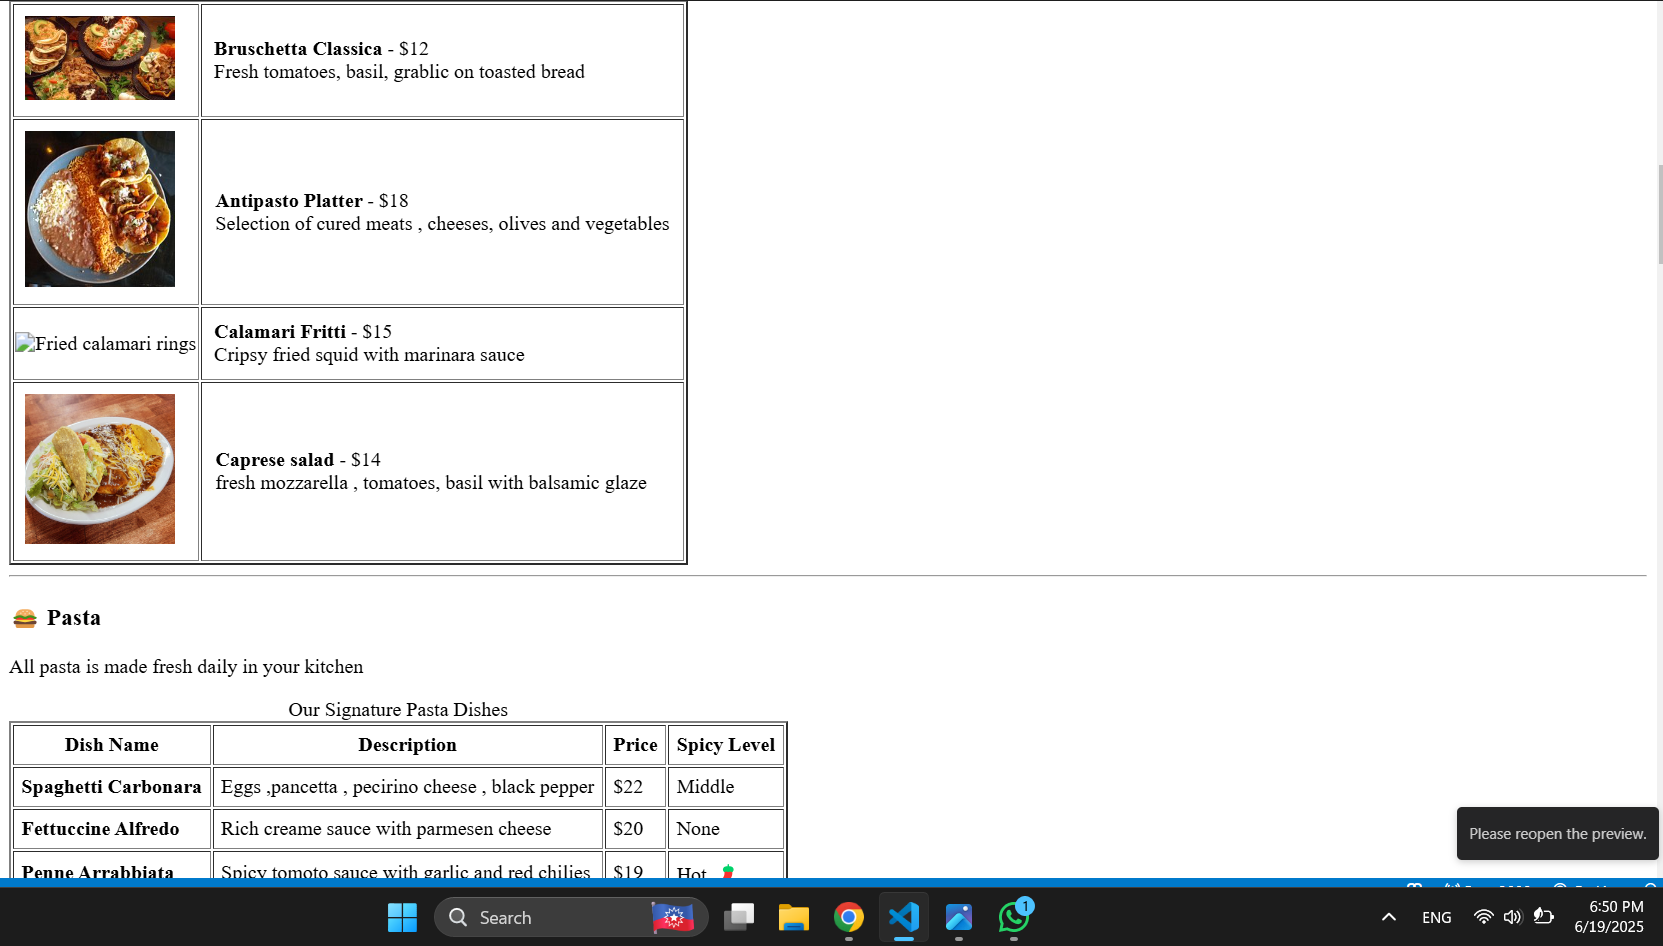 Bruschetta Classica - $12
Fresh tomatoes, basil, grablic on toasted bread
Antipasto Platter - $18
Selection of cured meats , cheeses, olives and vegetables
Fried calamari rings
Calamari Fritti - $15
Cripsy fried squid with marinara sauce
Caprese salad - $14
fresh mozzarella , tomatoes, basil with balsamic glaze
Pasta
All pasta is made fresh daily in your kitchen
Our Signature Pasta Dishes
Dish Name Description Price Spicy Level
Spaghetti Carbonara Eggs ,pancetta , pecirino cheese , black pepper $22 Middle
Fettuccine Alfredo Rich creame sauce with parmesen cheese $20 None
Penne Arrabbiata Spicy tomoto sauce with garlic and red chilies $19 Hot
Please reopen the preview.
Search
1
ENG
6:50 PM
6/19/2025